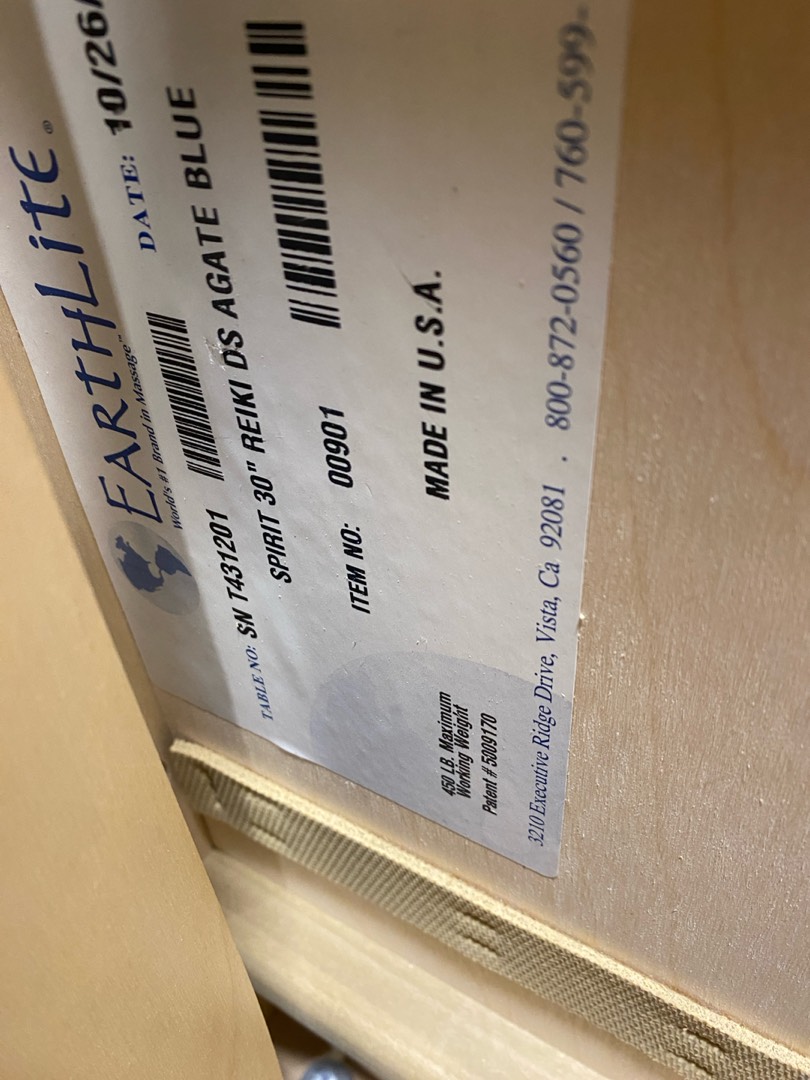 EARTHLITE®
World's #1 Brand in Massage™
DATE: 10/26/
TABLE NO: SN T431201
SPIRIT 30" REIKI DS AGATE BLUE
ITEM NO: 00901
MADE IN U.S.A.
450 LB. Maximum
Working Weight
Patent # 5009170
3210 Executive Ridge Drive, Vista, Ca 92081 · 800-872-0560 / 760-599-